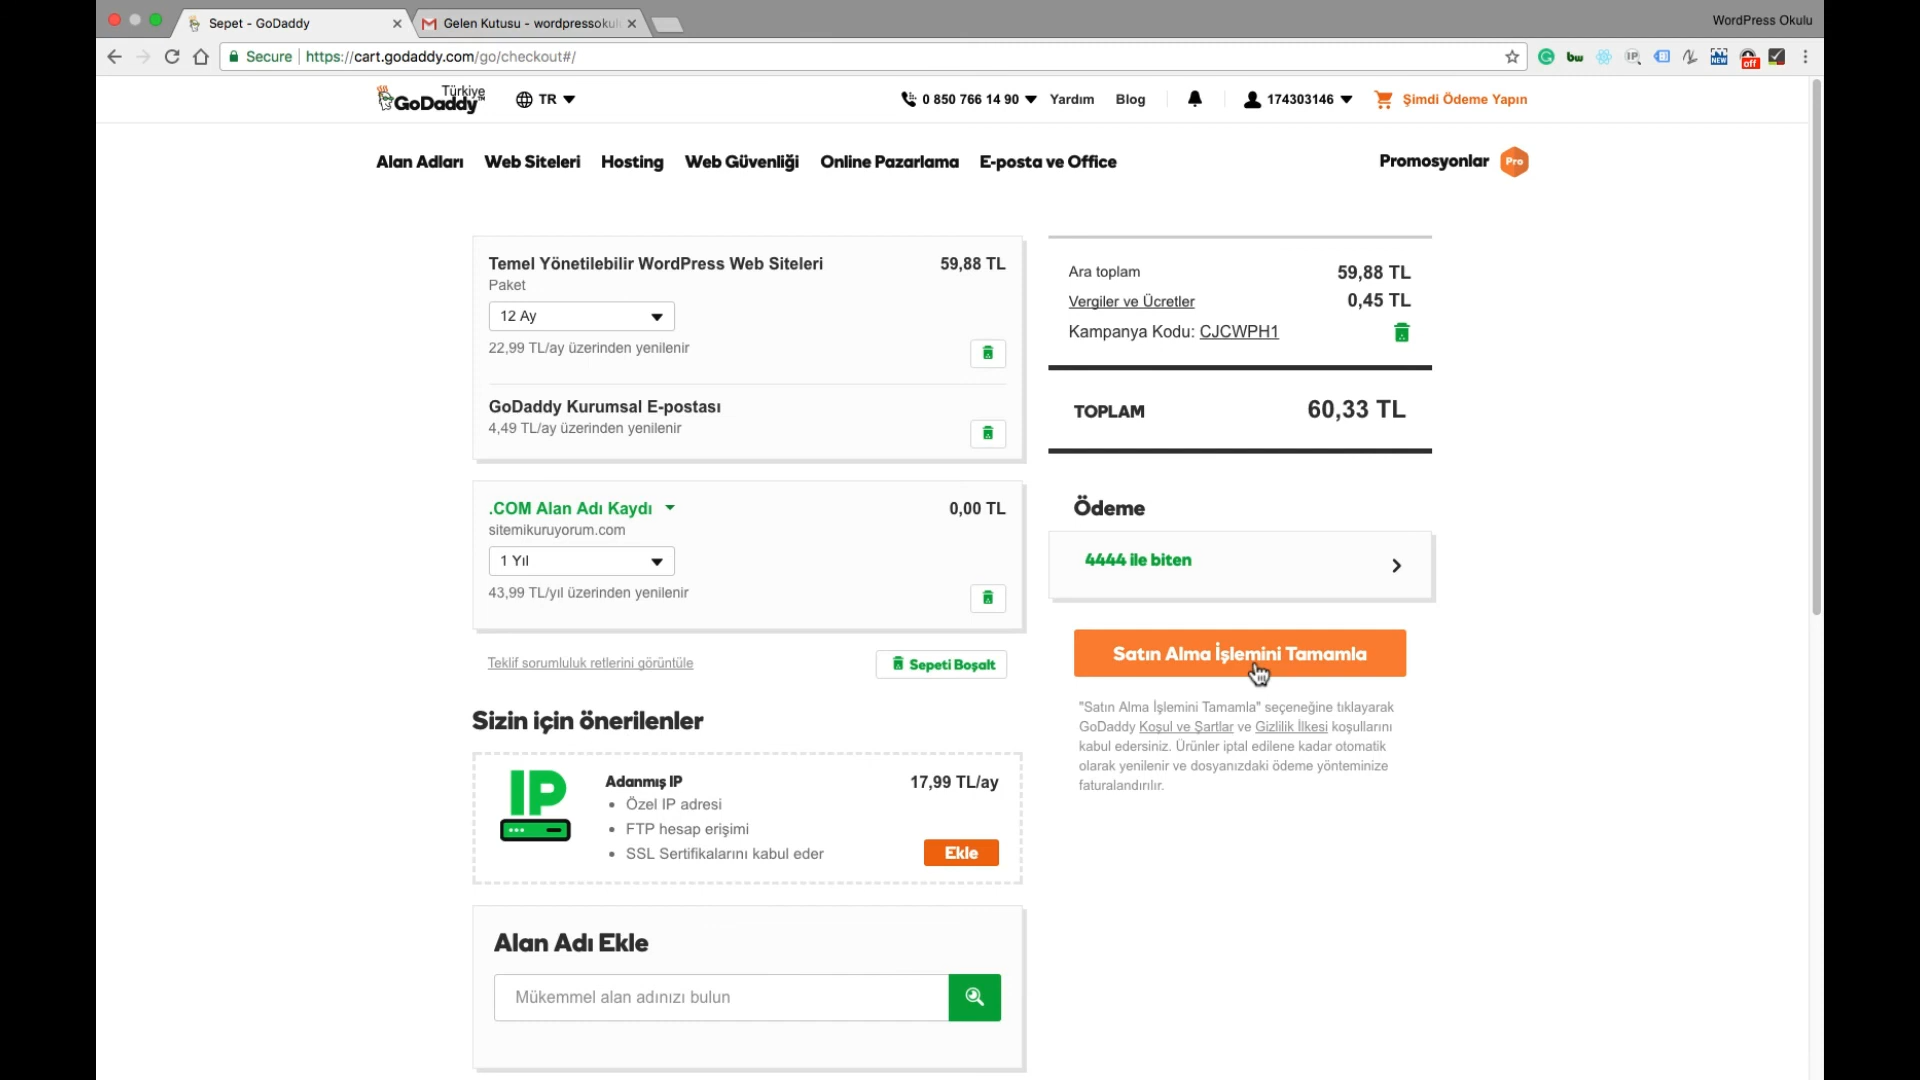 Sepet - GoDaddy
Gelen Kutusu - wordpressokul
WordPress Okulu
Secure
https://cart.godaddy.com/go/checkout#/
Türkiye
GoDaddy™
TR
0 850 766 14 90
Yardım
Blog
174303146
Şimdi Ödeme Yapın
Alan Adları
Web Siteleri
Hosting
Web Güvenliği
Online Pazarlama
E-posta ve Office
Promosyonlar
Pro
Temel Yönetilebilir WordPress Web Siteleri
59,88 TL
Paket
12 Ay
22,99 TL/ay üzerinden yenilenir
GoDaddy Kurumsal E-postası
4,49 TL/ay üzerinden yenilenir
.COM Alan Adı Kaydı
0,00 TL
sitemikuruyorum.com
1 Yıl
43,99 TL/yıl üzerinden yenilenir
Teklif sorumluluk retlerini görüntüle
Sepeti Boşalt
Sizin için önerilenler
IP
Adanmış IP
17,99 TL/ay
• Özel IP adresi
• FTP hesap erişimi
• SSL Sertifikalarını kabul eder
Ekle
Alan Adı Ekle
Mükemmel alan adınızı bulun
Ara toplam
59,88 TL
Vergiler ve Ücretler
0,45 TL
Kampanya Kodu: CJCWPH1
TOPLAM
60,33 TL
Ödeme
4444 ile biten
Satın Alma İşlemini Tamamla
"Satın Alma İşlemini Tamamla" seçeneğine tıklayarak
GoDaddy Koşul ve Şartlar ve Gizlilik İlkesi koşullarını
kabul edersiniz. Ürünler iptal edilene kadar otomatik
olarak yenilenir ve dosyanızdaki ödeme yönteminize
faturalandırılır.
bw
IP
NEW
off